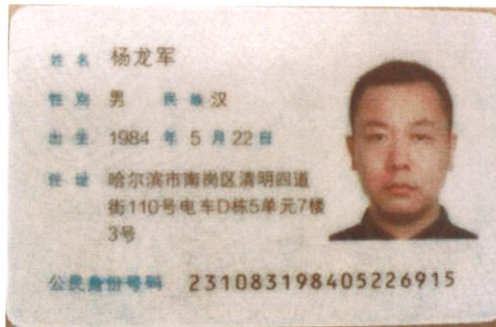 姓名 杨龙军
性别 男 民族 汉
出生 1984 年 5 月 22 日
住址 哈尔滨市南岗区清明四道
街110号电车D栋5单元7楼
3号
公民身份号码 231083198405226915